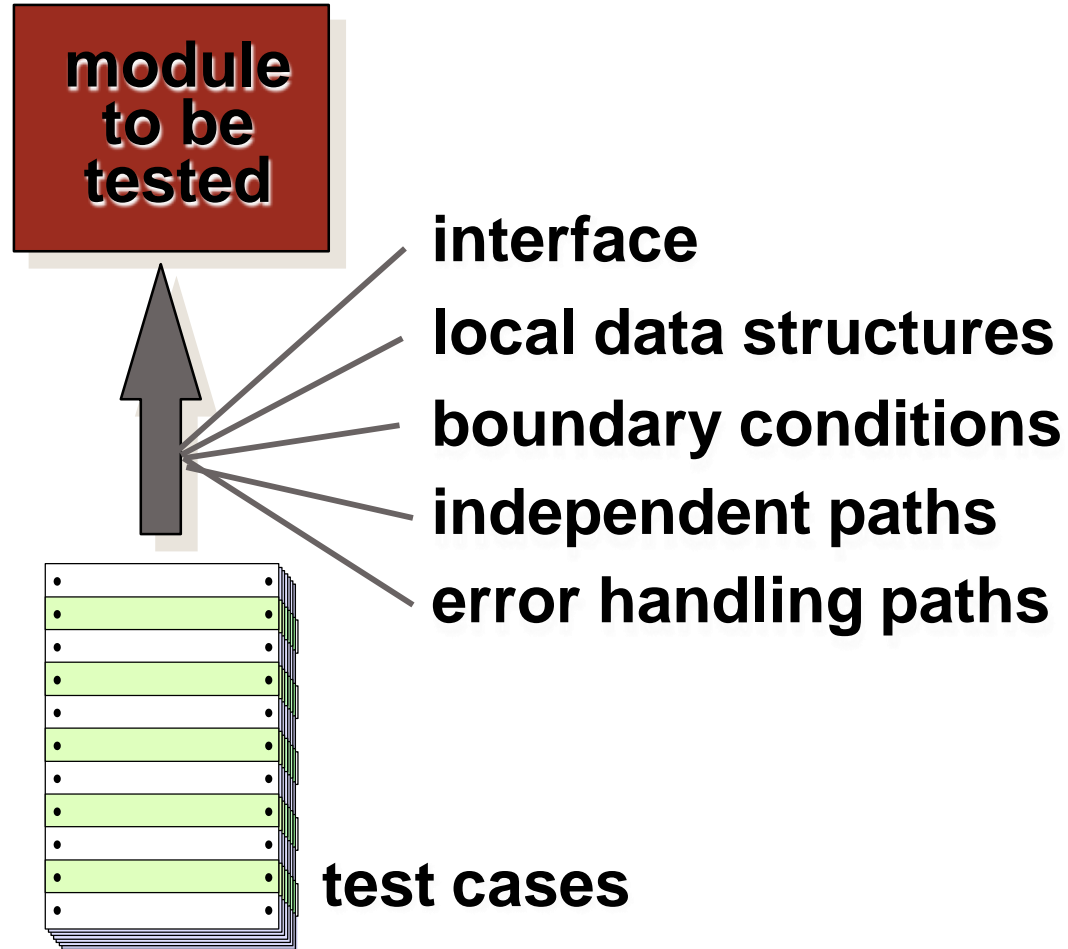 module
to be
tested
interface
local data structures
boundary conditions
independent paths
error handling paths
test cases